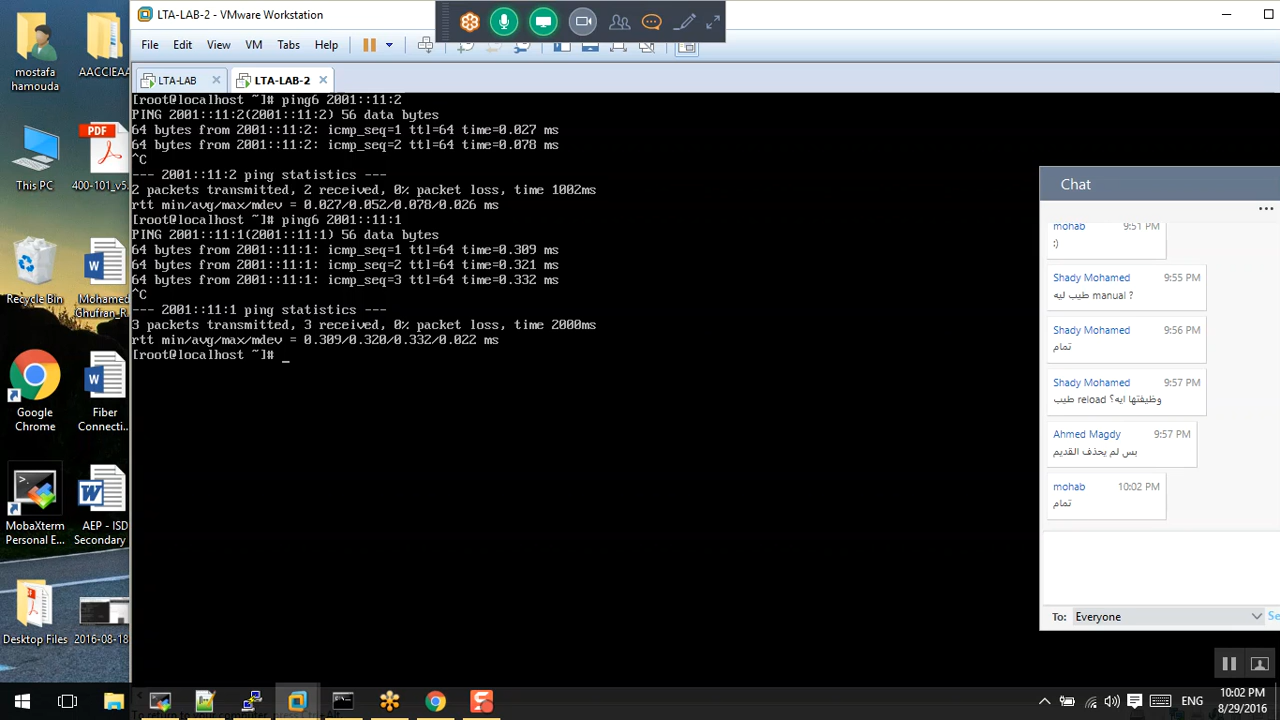 LTA-LAB-2 - VMware Workstation
File Edit View VM Tabs Help
LTA-LAB
LTA-LAB-2
[root@localhost ~]# ping6 2001::11:2
PING 2001::11:2(2001::11:2) 56 data bytes
64 bytes from 2001::11:2: icmp_seq=1 ttl=64 time=0.027 ms
64 bytes from 2001::11:2: icmp_seq=2 ttl=64 time=0.078 ms
^C
--- 2001::11:2 ping statistics ---
2 packets transmitted, 2 received, 0% packet loss, time 1002ms
rtt min/avg/max/mdev = 0.027/0.052/0.078/0.026 ms
[root@localhost ~]# ping6 2001::11:1
PING 2001::11:1(2001::11:1) 56 data bytes
64 bytes from 2001::11:1: icmp_seq=1 ttl=64 time=0.309 ms
64 bytes from 2001::11:1: icmp_seq=2 ttl=64 time=0.321 ms
64 bytes from 2001::11:1: icmp_seq=3 ttl=64 time=0.332 ms
^C
--- 2001::11:1 ping statistics ---
3 packets transmitted, 3 received, 0% packet loss, time 2000ms
rtt min/avg/max/mdev = 0.309/0.320/0.332/0.022 ms
[root@localhost ~]# _
mostafa
hamouda
AACCIEAA
This PC
PDF
400-101_v5.
Recycle Bin
Mohamed
Ghufran_R.
Google
Chrome
Fiber
Connecti..
MobaXterm
Personal E...
AEP - ISD
Secondary
Desktop Files
2016-08-18
Chat
mohab 9:51 PM
:)
Shady Mohamed 9:55 PM
طيب ليه manual ?
Shady Mohamed 9:56 PM
تمام
Shady Mohamed 9:57 PM
طيب reload وظيفتها ايه؟
Ahmed Magdy 9:57 PM
بس لم يحذف القديم
mohab 10:02 PM
تمام
To: Everyone
Se
ENG
10:02 PM
8/29/2016